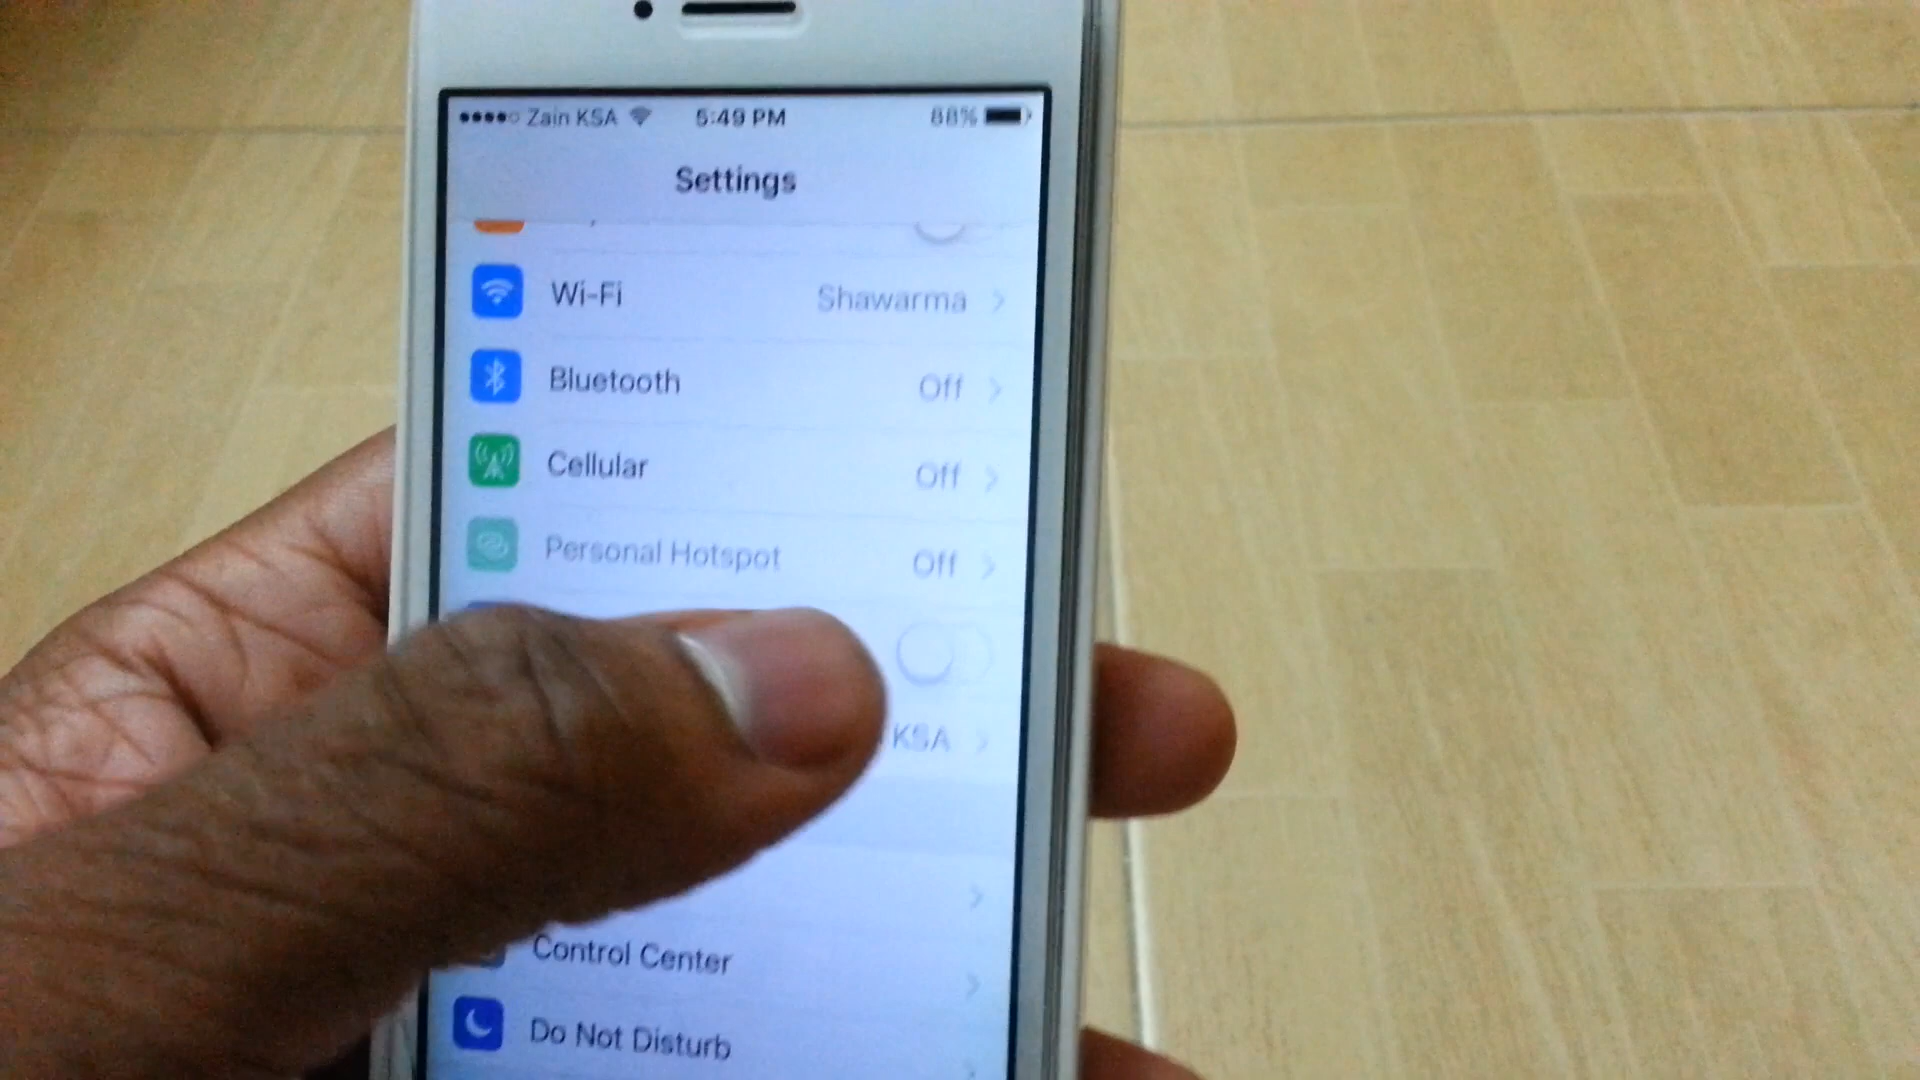 Zain KSA 5:49 PM 88%
Settings
Wi-Fi Shawarma
Bluetooth Off
Cellular Off
Personal Hotspot Off
KSA
Control Center
Do Not Disturb